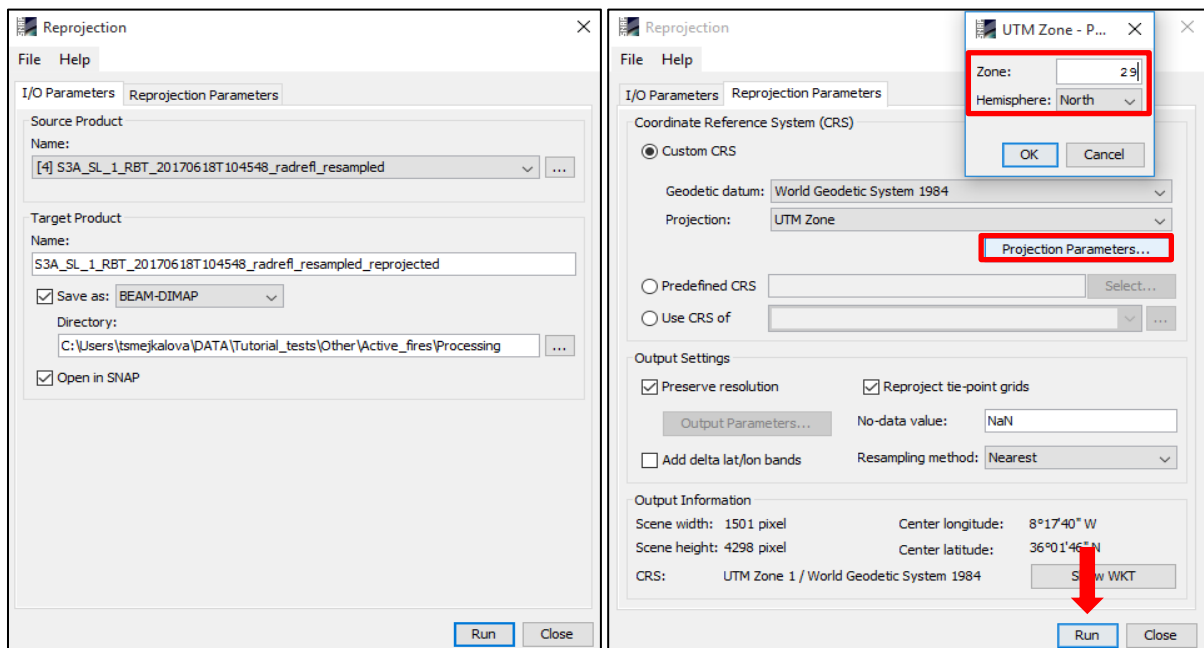 Reprojection
File Help
I/O Parameters Reprojection Parameters
Source Product
Name:
[4] S3A_SL_1_RBT_20170618T104548_radrefl_resampled
...
Target Product
Name:
S3A_SL_1_RBT_20170618T104548_radrefl_resampled_reprojected
Save as: BEAM-DIMAP
Directory:
C:\Users\tsmejkalova\DATA\Tutorial_tests\Other\Active_fires\Processing
...
Open in SNAP
Run Close
Reprojection
File Help
I/O Parameters Reprojection Parameters
UTM Zone - P...
Zone: 29
Hemisphere: North
OK Cancel
Coordinate Reference System (CRS)
Custom CRS
Geodetic datum: World Geodetic System 1984
Projection: UTM Zone
Projection Parameters...
Predefined CRS Select...
Use CRS of ...
Output Settings
Preserve resolution Reproject tie-point grids
Output Parameters... No-data value: NaN
Add delta lat/lon bands Resampling method: Nearest
Output Information
Scene width: 1501 pixel Center longitude: 8°17'40" W
Scene height: 4298 pixel Center latitude: 36°01'46" N
CRS: UTM Zone 1 / World Geodetic System 1984 Show WKT
Run Close